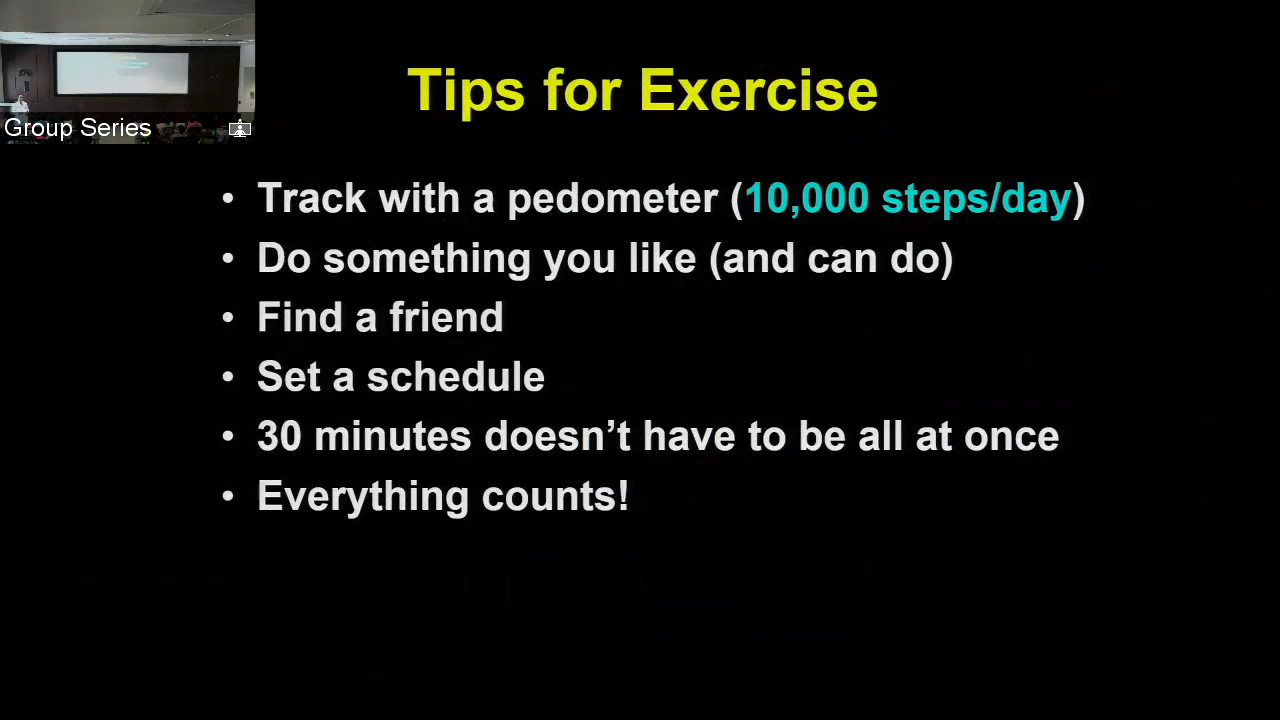 Tips for Exercise
Group Series
• Track with a pedometer (10,000 steps/day)
• Do something you like (and can do)
• Find a friend
• Set a schedule
• 30 minutes doesn’t have to be all at once
• Everything counts!